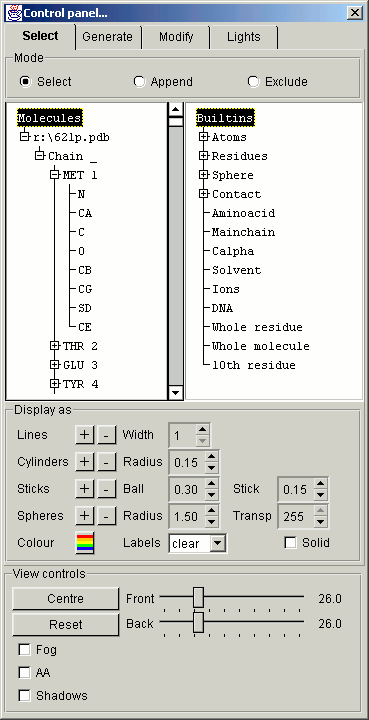 Control panel...
Select Generate Modify Lights
Mode
Select Append Exclude
Molecules
r:\621p.pdb
Chain _
MET 1
N
CA
C
O
CB
CG
SD
CE
THR 2
GLU 3
TYR 4
Builtins
Atoms
Residues
Sphere
Contact
Aminoacid
Mainchain
Calpha
Solvent
Ions
DNA
Whole residue
Whole molecule
10th residue
Display as
Lines + - Width 1
Cylinders + - Radius 0.15
Sticks + - Ball 0.30 Stick 0.15
Spheres + - Radius 1.50 Transp 255
Colour Labels clear Solid
View controls
Centre Front 26.0
Reset Back 26.0
Fog
AA
Shadows